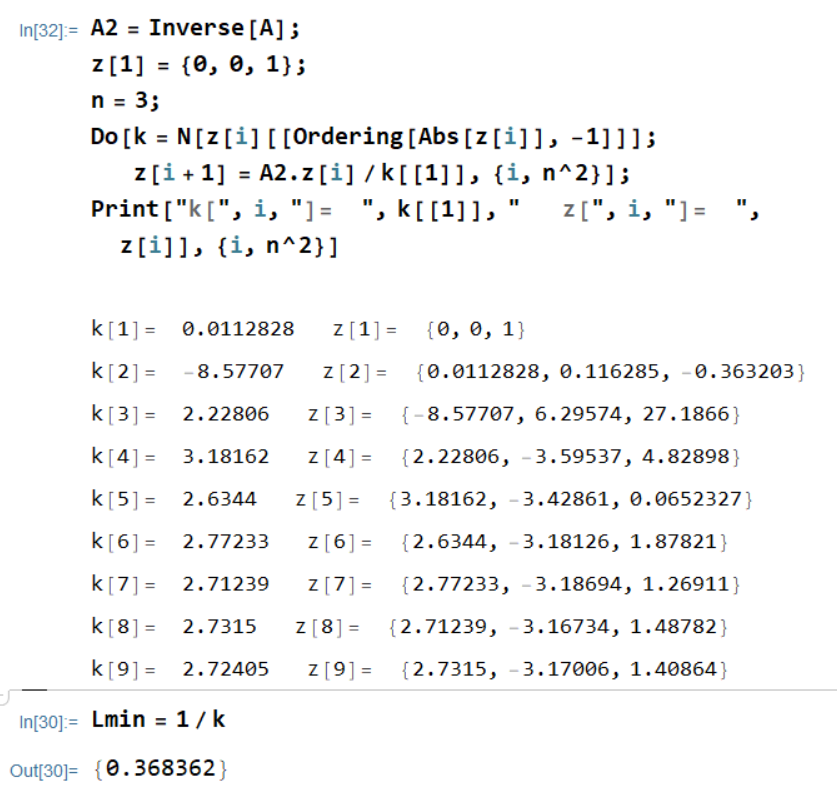 In[32]:= A2 = Inverse[A];
z[1] = {0, 0, 1};
n = 3;
Do[k = N[z[i][[Ordering[Abs[z[i]], -1]]];
z[i + 1] = A2.z[i] / k[[1]], {i, n^2}];
Print["k[", i, "]=  ", k[[1]], "   z[", i, "]=  ",
z[i]], {i, n^2}]
k[1]=  0.0112828   z[1]=  {0, 0, 1}
k[2]=  -8.57707   z[2]=  {0.0112828, 0.116285, -0.363203}
k[3]=  2.22806   z[3]=  {-8.57707, 6.29574, 27.1866}
k[4]=  3.18162   z[4]=  {2.22806, -3.59537, 4.82898}
k[5]=  2.6344   z[5]=  {3.18162, -3.42861, 0.0652327}
k[6]=  2.77233   z[6]=  {2.6344, -3.18126, 1.87821}
k[7]=  2.71239   z[7]=  {2.77233, -3.18694, 1.26911}
k[8]=  2.7315   z[8]=  {2.71239, -3.16734, 1.48782}
k[9]=  2.72405   z[9]=  {2.7315, -3.17006, 1.40864}
In[30]:= Lmin = 1 / k
Out[30]= {0.368362}